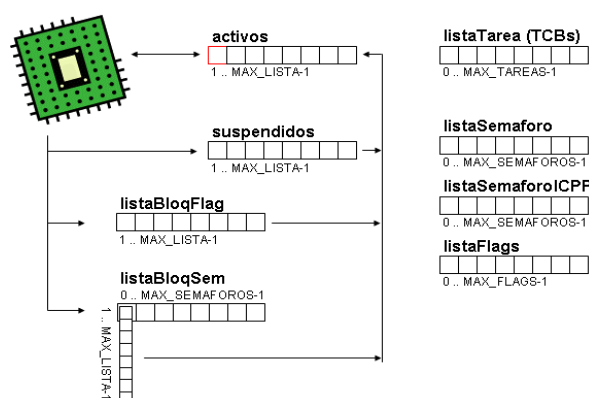 activos
1 .. MAX_LISTA-1
suspendidos
1 .. MAX_LISTA-1
listaBloqFlag
1 .. MAX_LISTA-1
listaBloqSem
0 .. MAX_SEMAFOROS-1
1 .. MAX_LISTA-1
listaTarea (TCBs)
0 .. MAX_TAREAS-1
listaSemaforo
0 .. MAX_SEMAFOROS-1
listaSemaforoICPP
0 .. MAX_SEMAFOROS-1
listaFlags
0 .. MAX_FLAGS-1